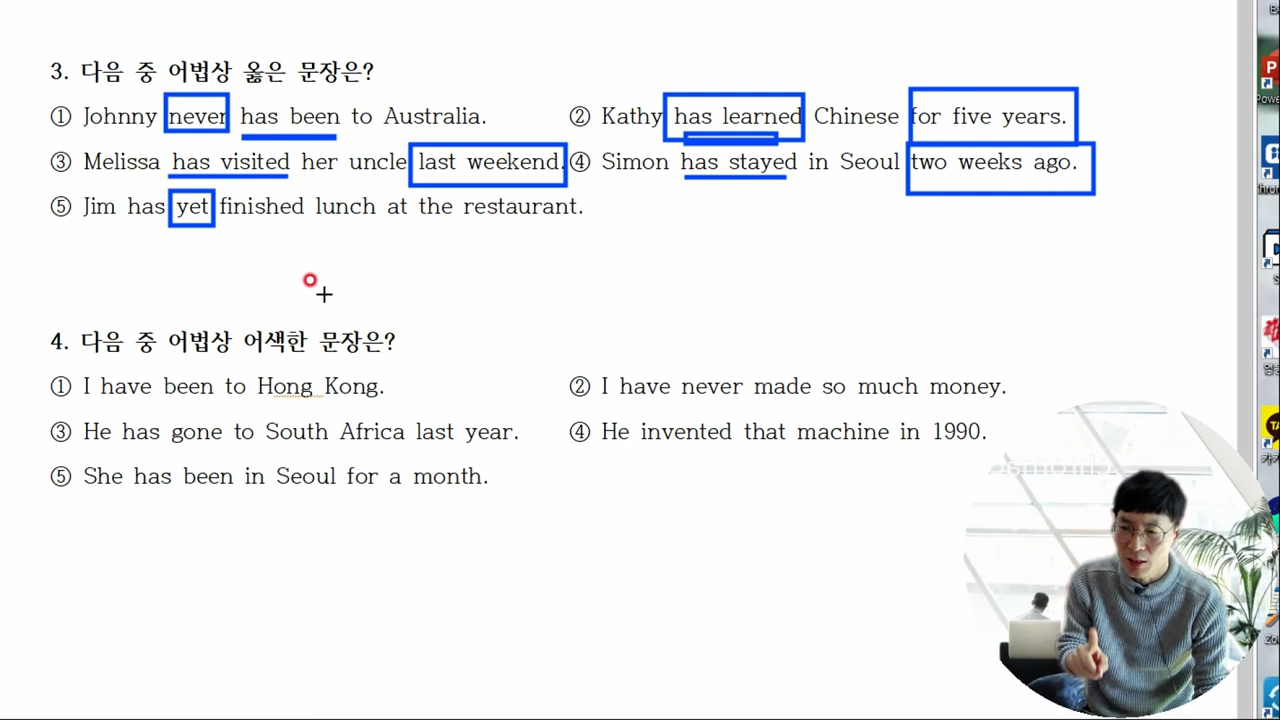 3. 다음 중 어법상 옳은 문장은?
① Johnny never has been to Australia. ② Kathy has learned Chinese for five years.
③ Melissa has visited her uncle last weekend. ④ Simon has stayed in Seoul two weeks ago.
⑤ Jim has yet finished lunch at the restaurant.
4. 다음 중 어법상 어색한 문장은?
① I have been to Hong Kong. ② I have never made so much money.
③ He has gone to South Africa last year. ④ He invented that machine in 1990.
⑤ She has been in Seoul for a month.